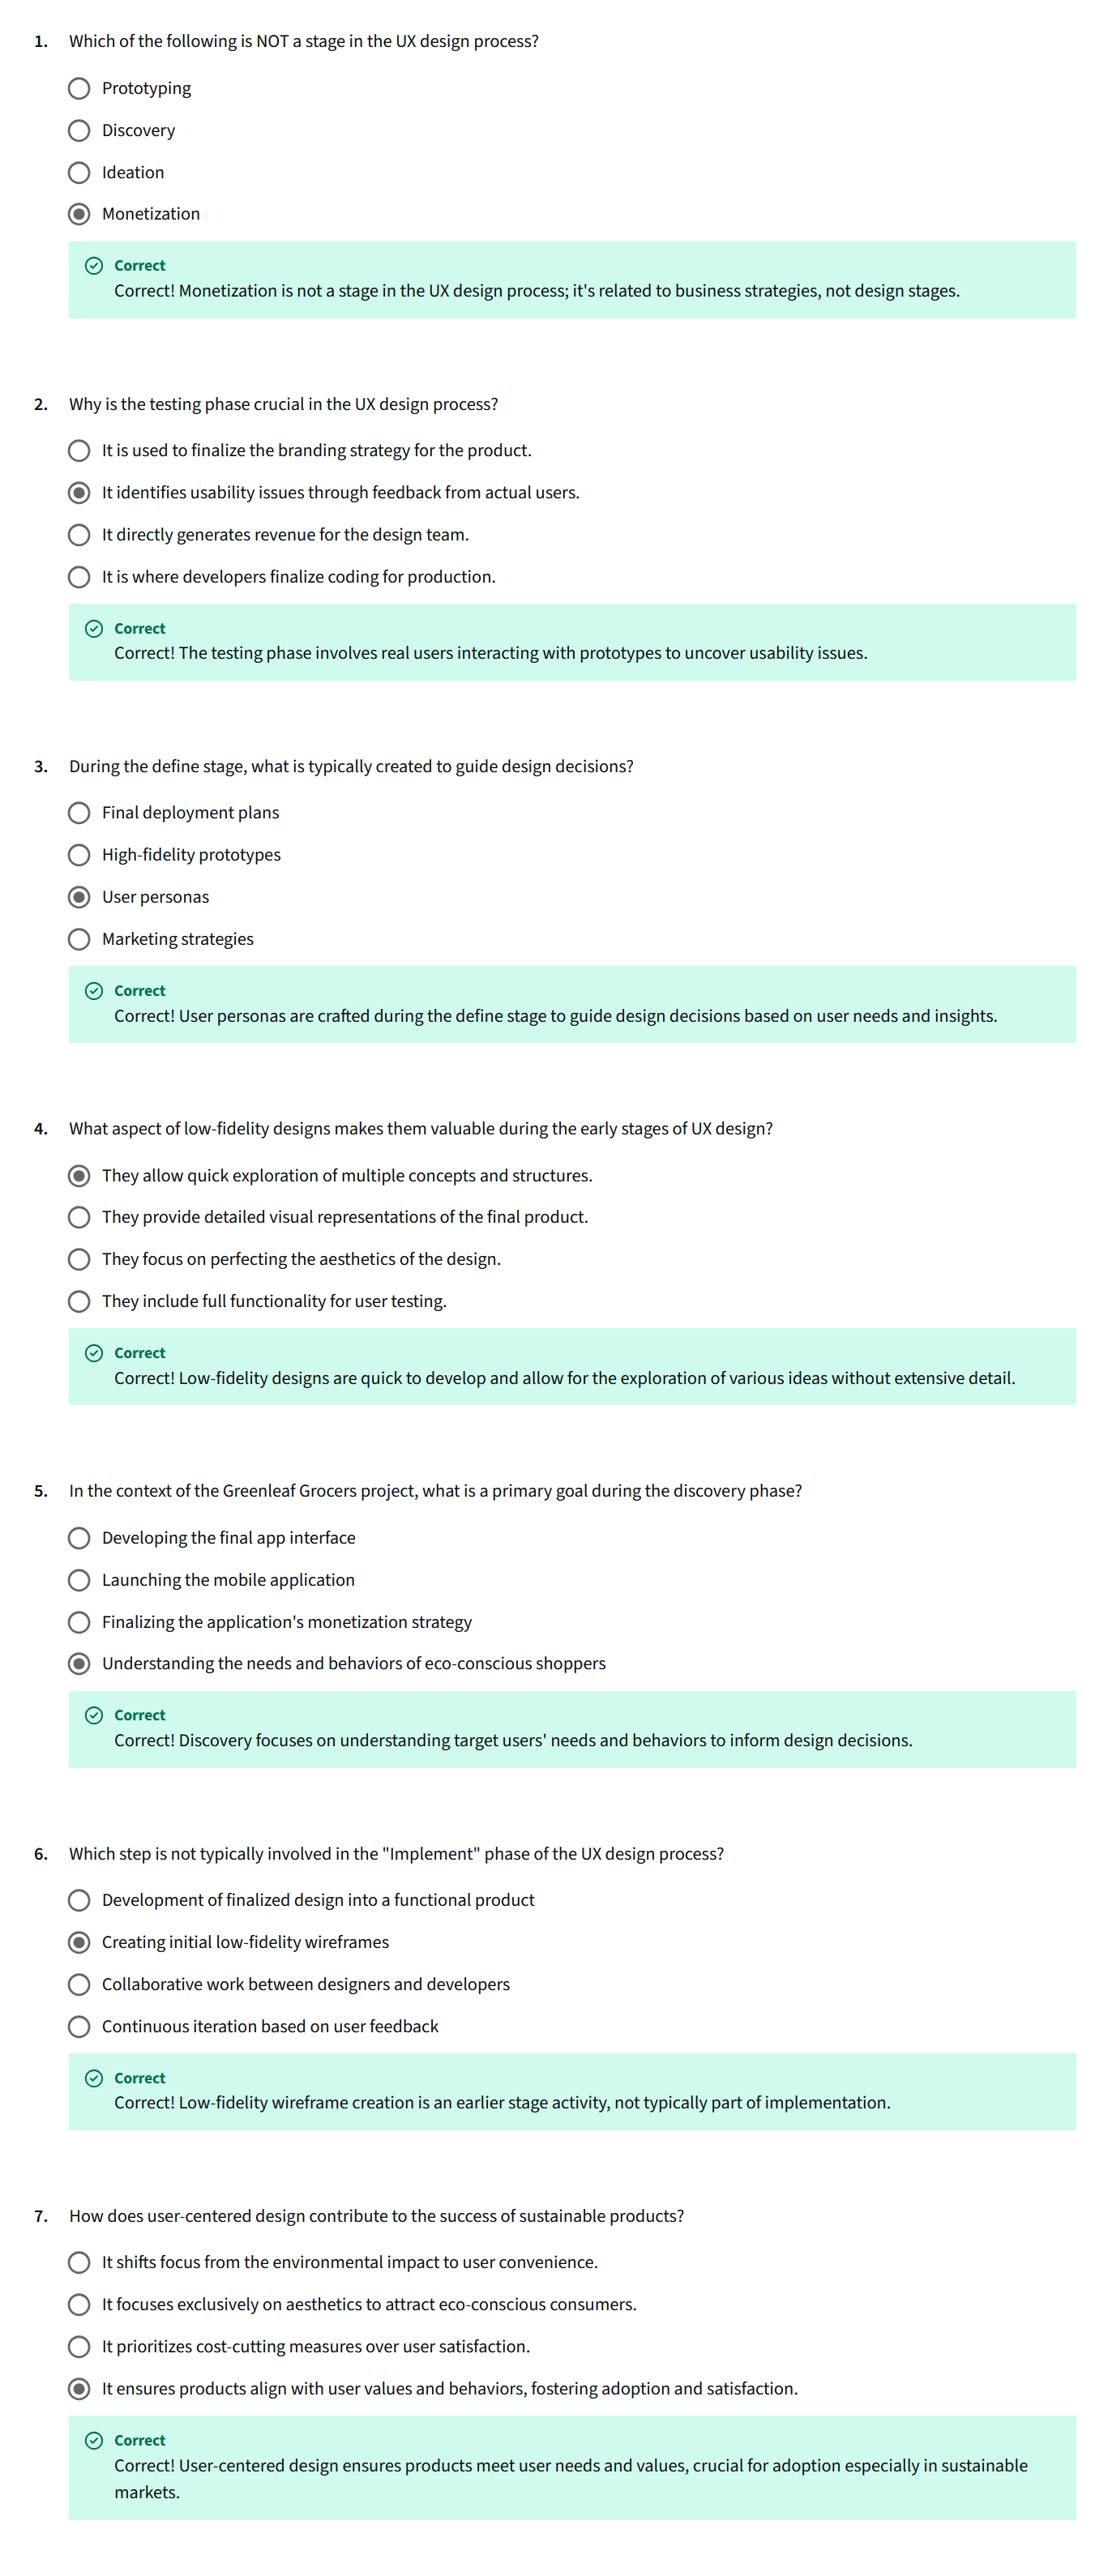 1. Which of the following is NOT a stage in the UX design process?
Prototyping
Discovery
Ideation
Monetization
Correct
Correct! Monetization is not a stage in the UX design process; it's related to business strategies, not design stages.
2. Why is the testing phase crucial in the UX design process?
It is used to finalize the branding strategy for the product.
It identifies usability issues through feedback from actual users.
It directly generates revenue for the design team.
It is where developers finalize coding for production.
Correct
Correct! The testing phase involves real users interacting with prototypes to uncover usability issues.
3. During the define stage, what is typically created to guide design decisions?
Final deployment plans
High-fidelity prototypes
User personas
Marketing strategies
Correct
Correct! User personas are crafted during the define stage to guide design decisions based on user needs and insights.
4. What aspect of low-fidelity designs makes them valuable during the early stages of UX design?
They allow quick exploration of multiple concepts and structures.
They provide detailed visual representations of the final product.
They focus on perfecting the aesthetics of the design.
They include full functionality for user testing.
Correct
Correct! Low-fidelity designs are quick to develop and allow for the exploration of various ideas without extensive detail.
5. In the context of the Greenleaf Grocers project, what is a primary goal during the discovery phase?
Developing the final app interface
Launching the mobile application
Finalizing the application's monetization strategy
Understanding the needs and behaviors of eco-conscious shoppers
Correct
Correct! Discovery focuses on understanding target users' needs and behaviors to inform design decisions.
6. Which step is not typically involved in the "Implement" phase of the UX design process?
Development of finalized design into a functional product
Creating initial low-fidelity wireframes
Collaborative work between designers and developers
Continuous iteration based on user feedback
Correct
Correct! Low-fidelity wireframe creation is an earlier stage activity, not typically part of implementation.
7. How does user-centered design contribute to the success of sustainable products?
It shifts focus from the environmental impact to user convenience.
It focuses exclusively on aesthetics to attract eco-conscious consumers.
It prioritizes cost-cutting measures over user satisfaction.
It ensures products align with user values and behaviors, fostering adoption and satisfaction.
Correct
Correct! User-centered design ensures products meet user needs and values, crucial for adoption especially in sustainable
markets.